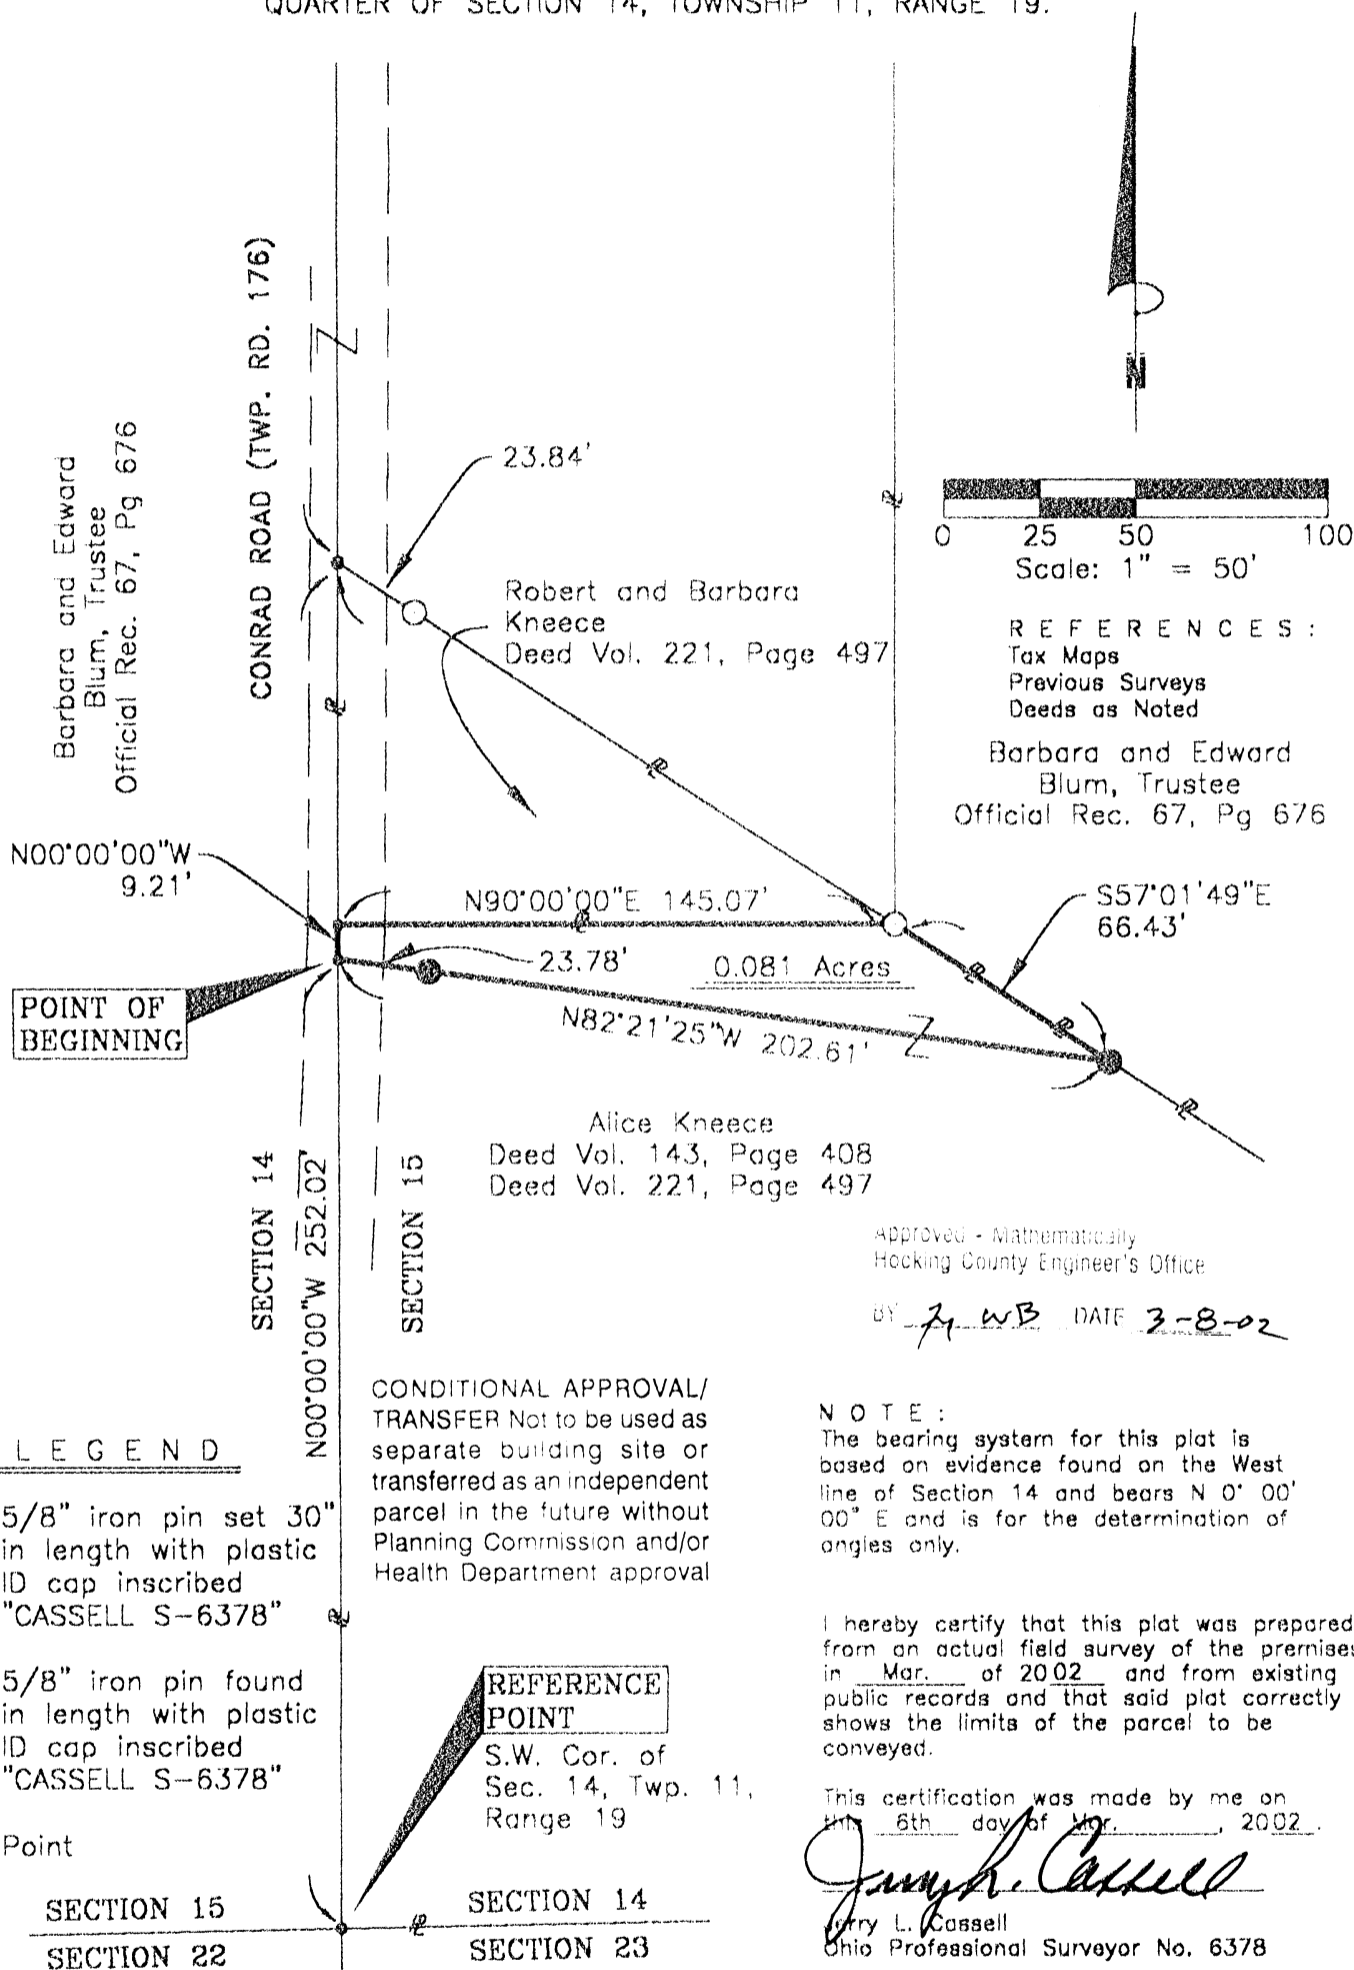 QUARTER OF SECTION 14, TOWNSHIP 11, RANGE 19.
CONRAD ROAD (TWP. RD. 176)
Barbara and Edward
Blum, Trustee
Official Rec. 67, Pg 676
23.84'
Robert and Barbara
Kneece
Deed Vol. 221, Page 497
N
0 25 50 100
Scale: 1" = 50'
REFERENCES:
Tax Maps
Previous Surveys
Deeds as Noted
Barbara and Edward
Blum, Trustee
Official Rec. 67, Pg 676
N00°00'00"W
9.21'
N90°00'00"E 145.07'
S57°01'49"E
66.43'
23.78'
0.081 Acres
POINT OF
BEGINNING
N82°21'25"W 202.61'
Alice Kneece
Deed Vol. 143, Page 408
Deed Vol. 221, Page 497
SECTION 14
N00°00'00"W 252.02'
SECTION 15
Approved - Mathematically
Hocking County Engineer's Office
BY WB DATE 3-8-02
CONDITIONAL APPROVAL/
TRANSFER Not to be used as
separate building site or
transferred as an independent
parcel in the future without
Planning Commission and/or
Health Department approval
NOTE:
The bearing system for this plat is
based on evidence found on the West
line of Section 14 and bears N 0° 00'
00" E and is for the determination of
angles only.
LEGEND
5/8" iron pin set 30"
in length with plastic
ID cap inscribed
"CASSELL S-6378"
5/8" iron pin found
in length with plastic
ID cap inscribed
"CASSELL S-6378"
Point
REFERENCE
POINT
S.W. Cor. of
Sec. 14, Twp. 11,
Range 19
I hereby certify that this plat was prepared
from an actual field survey of the premises
in Mar. of 2002 and from existing
public records and that said plat correctly
shows the limits of the parcel to be
conveyed.
This certification was made by me on
this 6th day of Mar. , 2002.
Jerry L. Cassell
Jerry L. Cassell
Ohio Professional Surveyor No. 6378
SECTION 15
SECTION 14
SECTION 22
SECTION 23